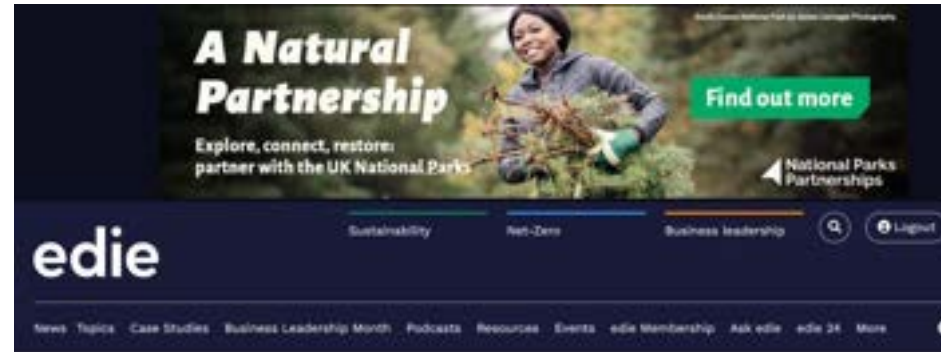 A Natural
Partnership
Explore, connect, restore:
partner with the UK National Parks
Find out more
National Parks
Partnerships
edie
Sustainability
Net-Zero
Business leadership
Logout
News Topics Case Studies Business Leadership Month Podcasts Resources Events edie Membership Ask edie edie 24 More